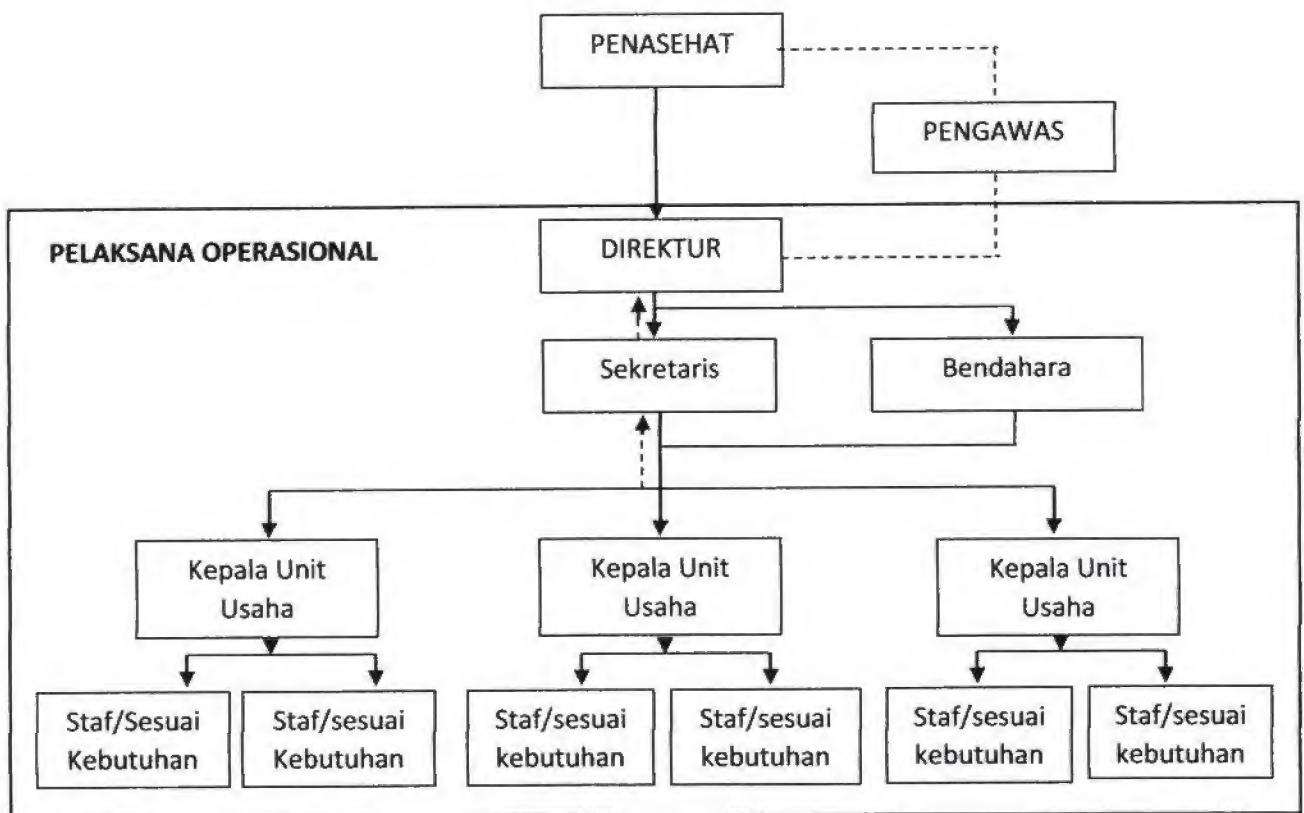 PENASEHAT
PENGAWAS
PELAKSANA OPERASIONAL
DIREKTUR
Sekretaris
Bendahara
Kepala Unit
Usaha
Kepala Unit
Usaha
Kepala Unit
Usaha
Staf/Sesuai
Kebutuhan
Staf/sesuai
Kebutuhan
Staf/sesuai
kebutuhan
Staf/sesuai
kebutuhan
Staf/sesuai
kebutuhan
Staf/sesuai
kebutuhan